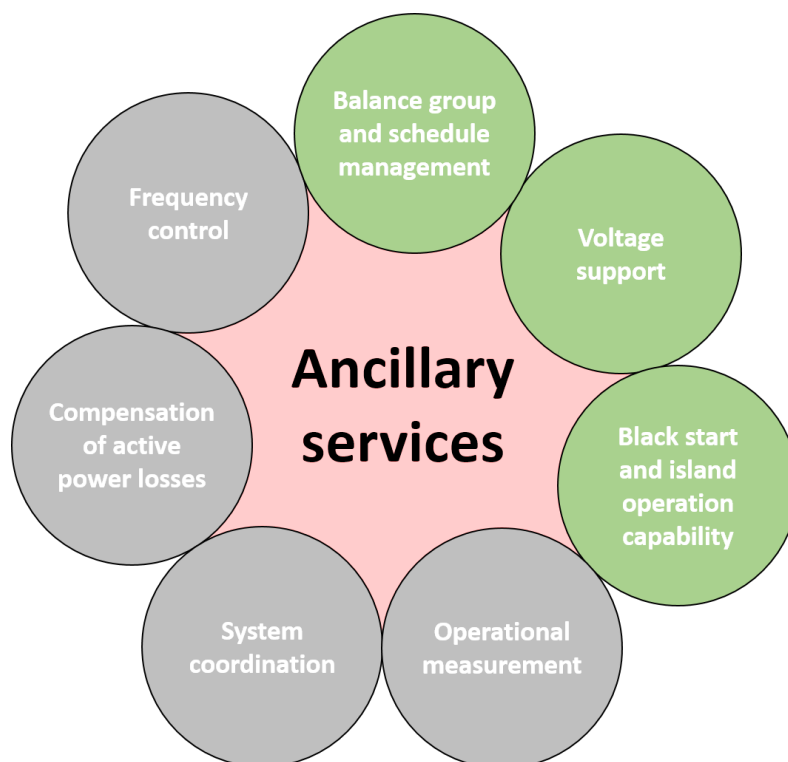 Balance group
and schedule
management
Frequency
control
Voltage
support
Ancillary
services
Compensation
of active
power losses
Black start
and island
operation
capability
System
coordination
Operational
measurement